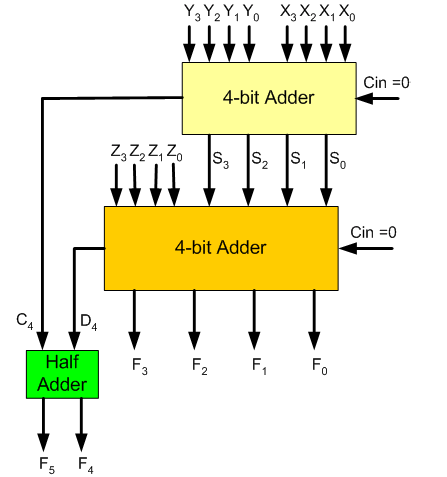 Y₃ Y₂ Y₁ Y₀ X₃ X₂ X₁ X₀
4-bit Adder
Cin =0
Z₃ Z₂ Z₁ Z₀
S₃ S₂ S₁ S₀
4-bit Adder
Cin =0
C₄ D₄
Half
Adder
F₃ F₂ F₁ F₀
F₅ F₄